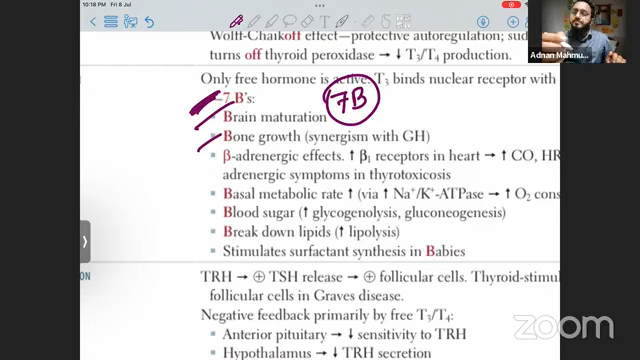 10:18 PM Fri 8 Jul
Wolff-Chaikoff effect—protective autoregulation; sud
turns off thyroid peroxidase → ↓ T3/T4 production.
Only free hormone is active. T3 binds nuclear receptor with
7 B's:
7B
Brain maturation
Bone growth (synergism with GH)
β-adrenergic effects. ↑ β1 receptors in heart → ↑ CO, HR
adrenergic symptoms in thyrotoxicosis
Basal metabolic rate ↑ (via ↑ Na+/K+-ATPase → ↑ O2 cons
Blood sugar (↑ glycogenolysis, gluconeogenesis)
Break down lipids (↑ lipolysis)
Stimulates surfactant synthesis in Babies
ON
TRH → ⊕ TSH release → ⊕ follicular cells. Thyroid-stimul
follicular cells in Graves disease.
Negative feedback primarily by free T3/T4:
Anterior pituitary → ↓ sensitivity to TRH
Hypothalamus → ↓ TRH secretion
Adnan Mahmu...
zoom